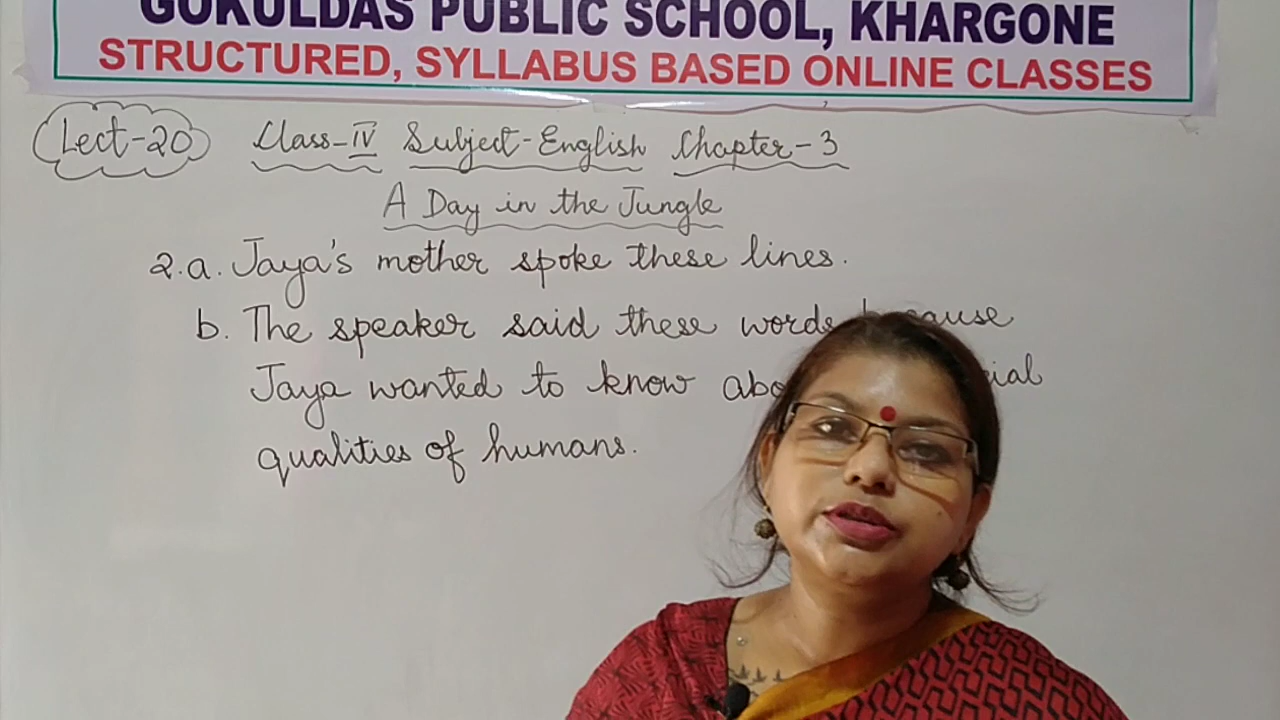 GOKULDAS PUBLIC SCHOOL, KHARGONE
STRUCTURED, SYLLABUS BASED ONLINE CLASSES
Lect-20 Class-IV Subject-English Chapter-3
A Day in the Jungle
2.a. Jaya's mother spoke these lines.
b. The speaker said these words because
Jaya wanted to know
qualities of humans.